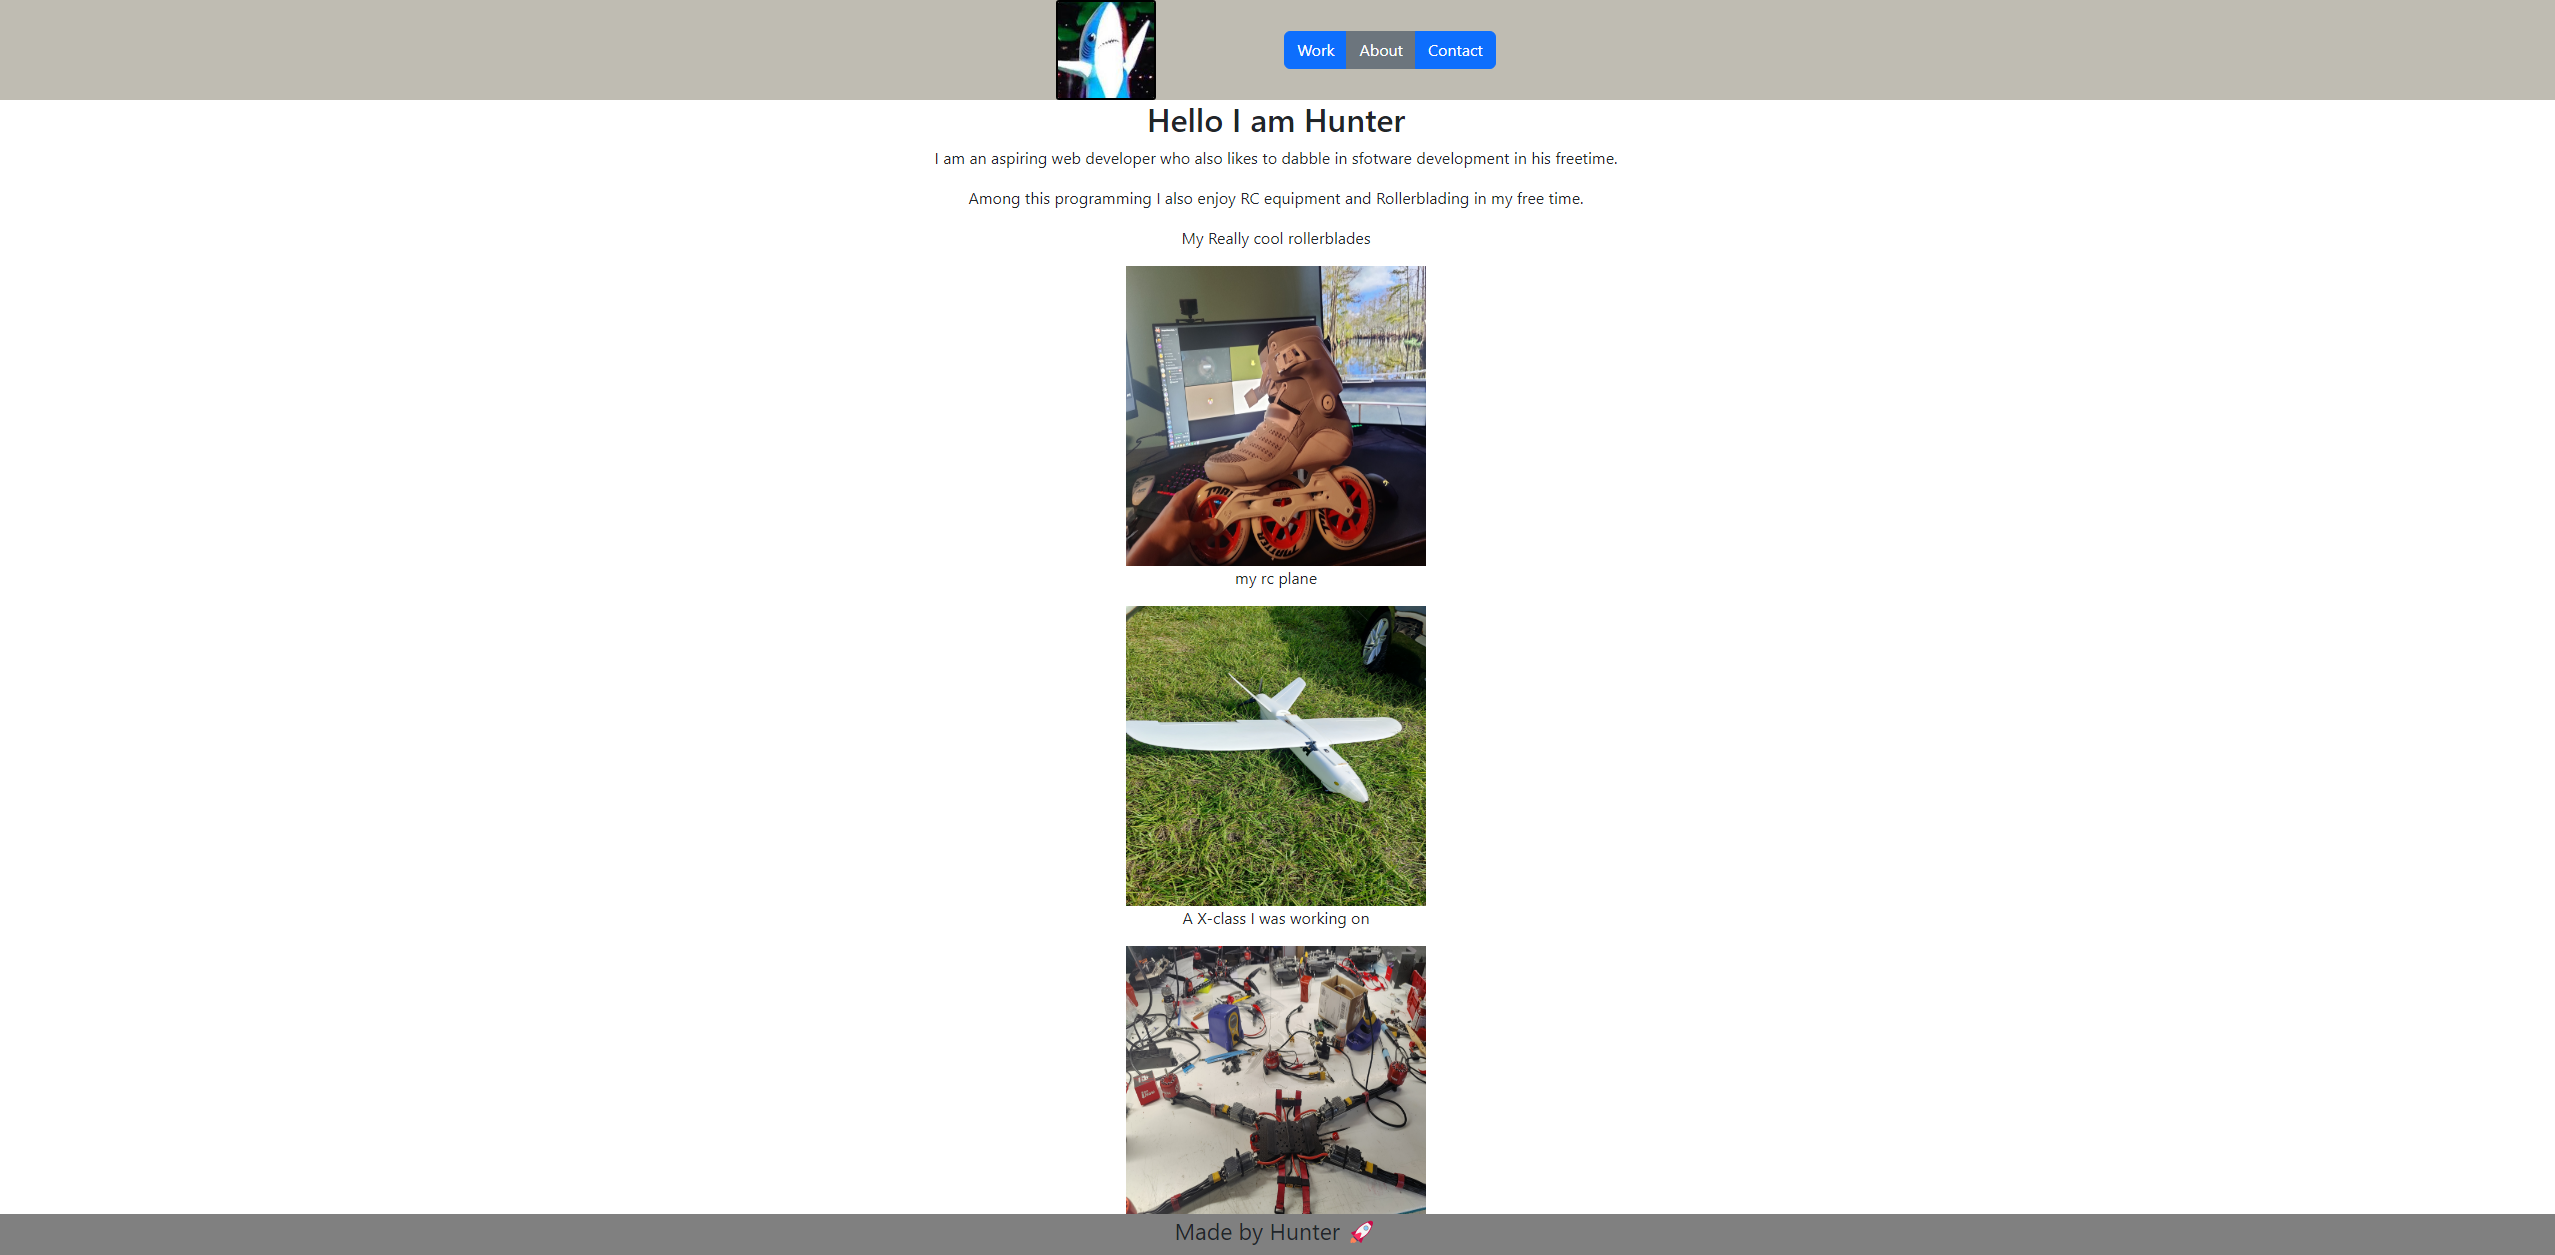 Work About Contact
Hello I am Hunter
I am an aspiring web developer who also likes to dabble in sfotware development in his freetime.
Among this programming I also enjoy RC equipment and Rollerblading in my free time.
My Really cool rollerblades
MATTER
my rc plane
A X-class I was working on
Made by Hunter 🚀